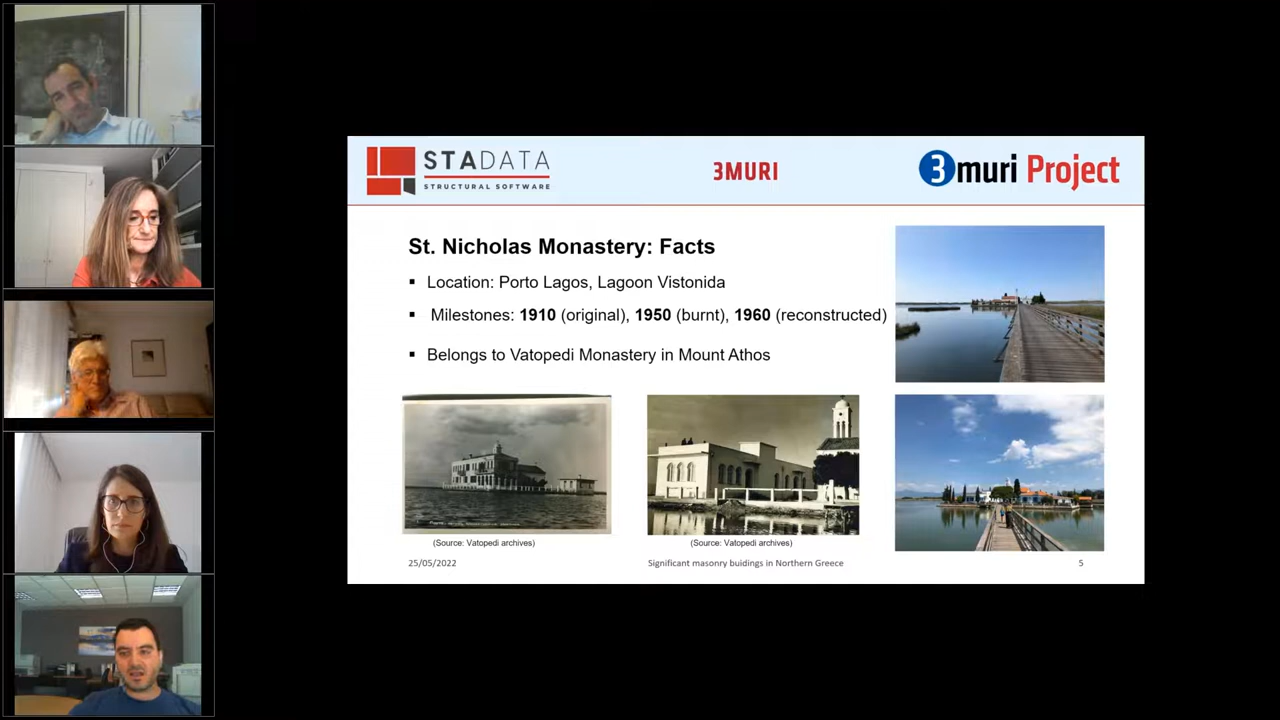 STADATA
STRUCTURAL SOFTWARE
3MURI
3muri Project
St. Nicholas Monastery: Facts
▪ Location: Porto Lagos, Lagoon Vistonida
▪ Milestones: 1910 (original), 1950 (burnt), 1960 (reconstructed)
▪ Belongs to Vatopedi Monastery in Mount Athos
(Source: Vatopedi archives)
(Source: Vatopedi archives)
25/05/2022
Significant masonry buidings in Northern Greece
5